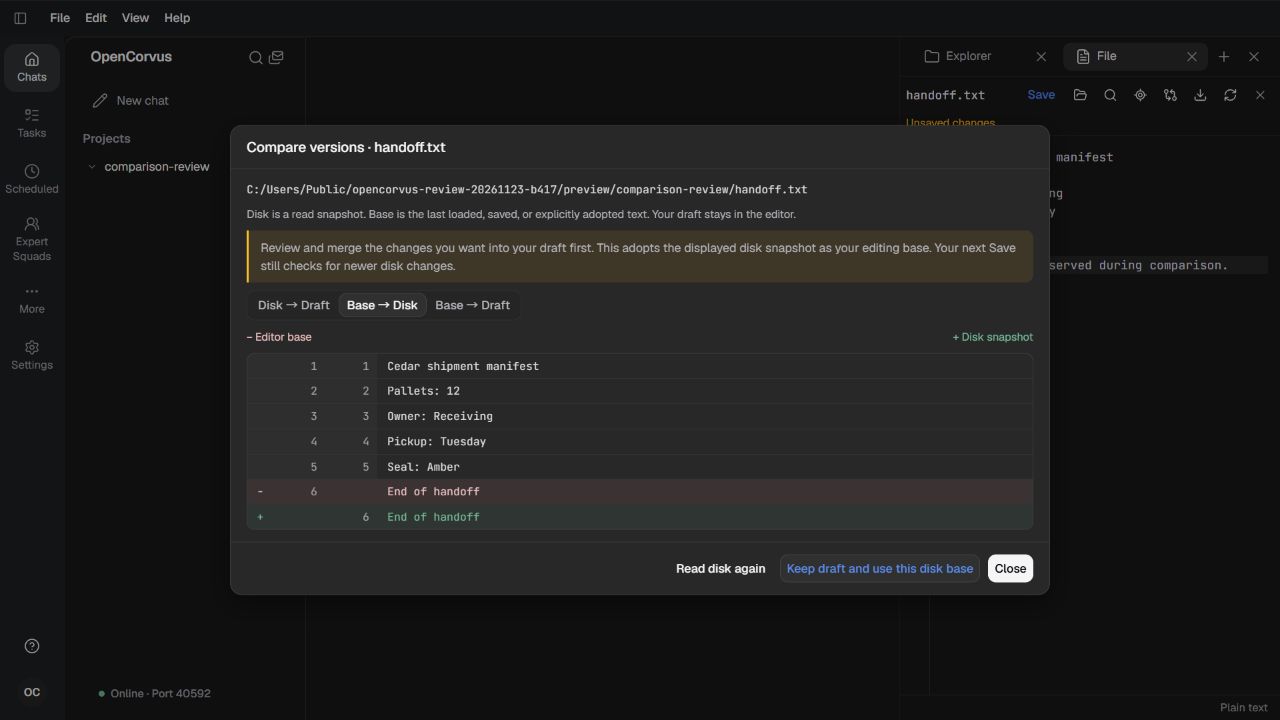 File Edit View Help
OpenCorvus
Explorer
File
Chats
New chat
handoff.txt Save
Unsaved changes
Tasks
Projects
comparison-review
Scheduled
Expert Squads
More
Settings
Compare versions · handoff.txt
C:/Users/Public/opencorvus-review-20261123-b417/preview/comparison-review/handoff.txt
Disk is a read snapshot. Base is the last loaded, saved, or explicitly adopted text. Your draft stays in the editor.
Review and merge the changes you want into your draft first. This adopts the displayed disk snapshot as your editing base. Your next Save
still checks for newer disk changes.
Disk → Draft Base → Disk Base → Draft
– Editor base + Disk snapshot
1 1 Cedar shipment manifest
2 2 Pallets: 12
3 3 Owner: Receiving
4 4 Pickup: Tuesday
5 5 Seal: Amber
- 6 End of handoff
+ 6 End of handoff
Read disk again Keep draft and use this disk base Close
manifest
ng
y
served during comparison.
OC
Online · Port 40592
Plain text